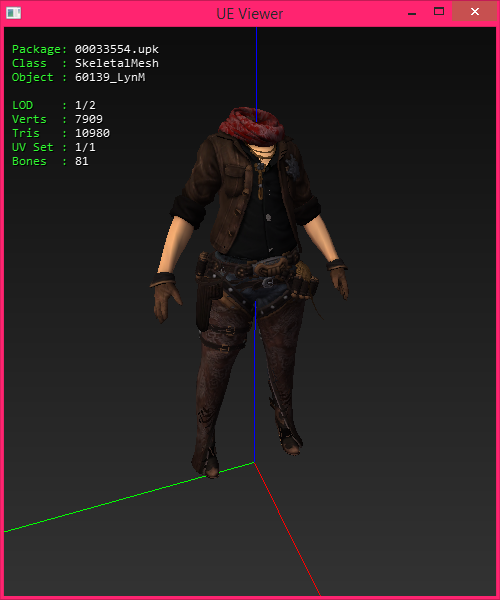 UE Viewer
Package: 00033554.upk
Class : SkeletalMesh
Object : 60139_LynM
LOD : 1/2
Verts : 7909
Tris : 10980
UV Set : 1/1
Bones : 81